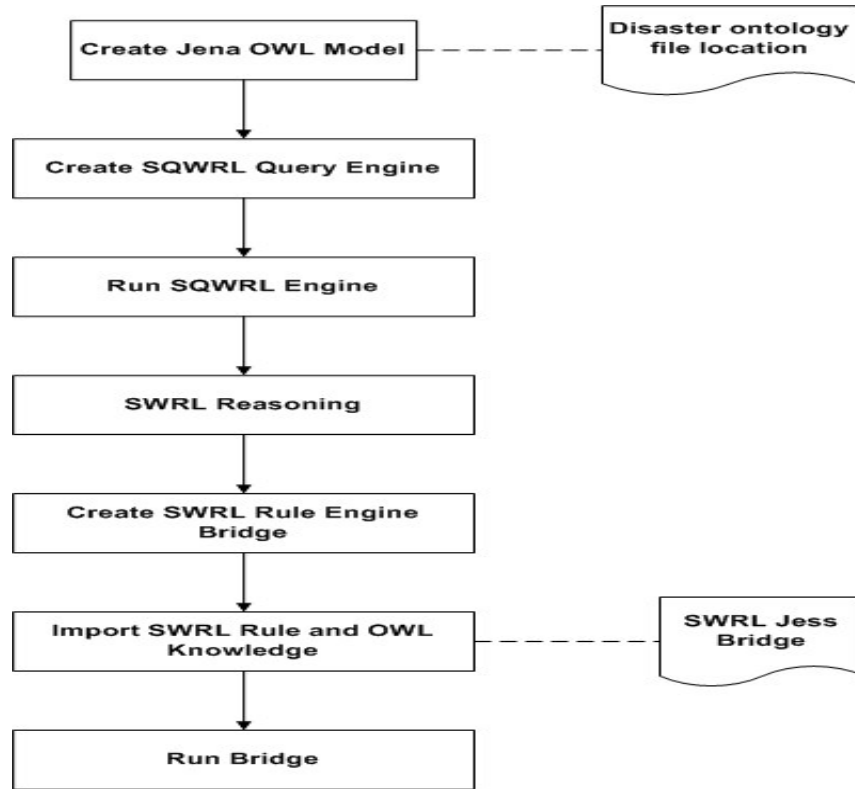 Create Jena OWL Model
Disaster ontology
file location
Create SQWRL Query Engine
Run SQWRL Engine
SWRL Reasoning
Create SWRL Rule Engine
Bridge
Import SWRL Rule and OWL
Knowledge
SWRL Jess
Bridge
Run Bridge